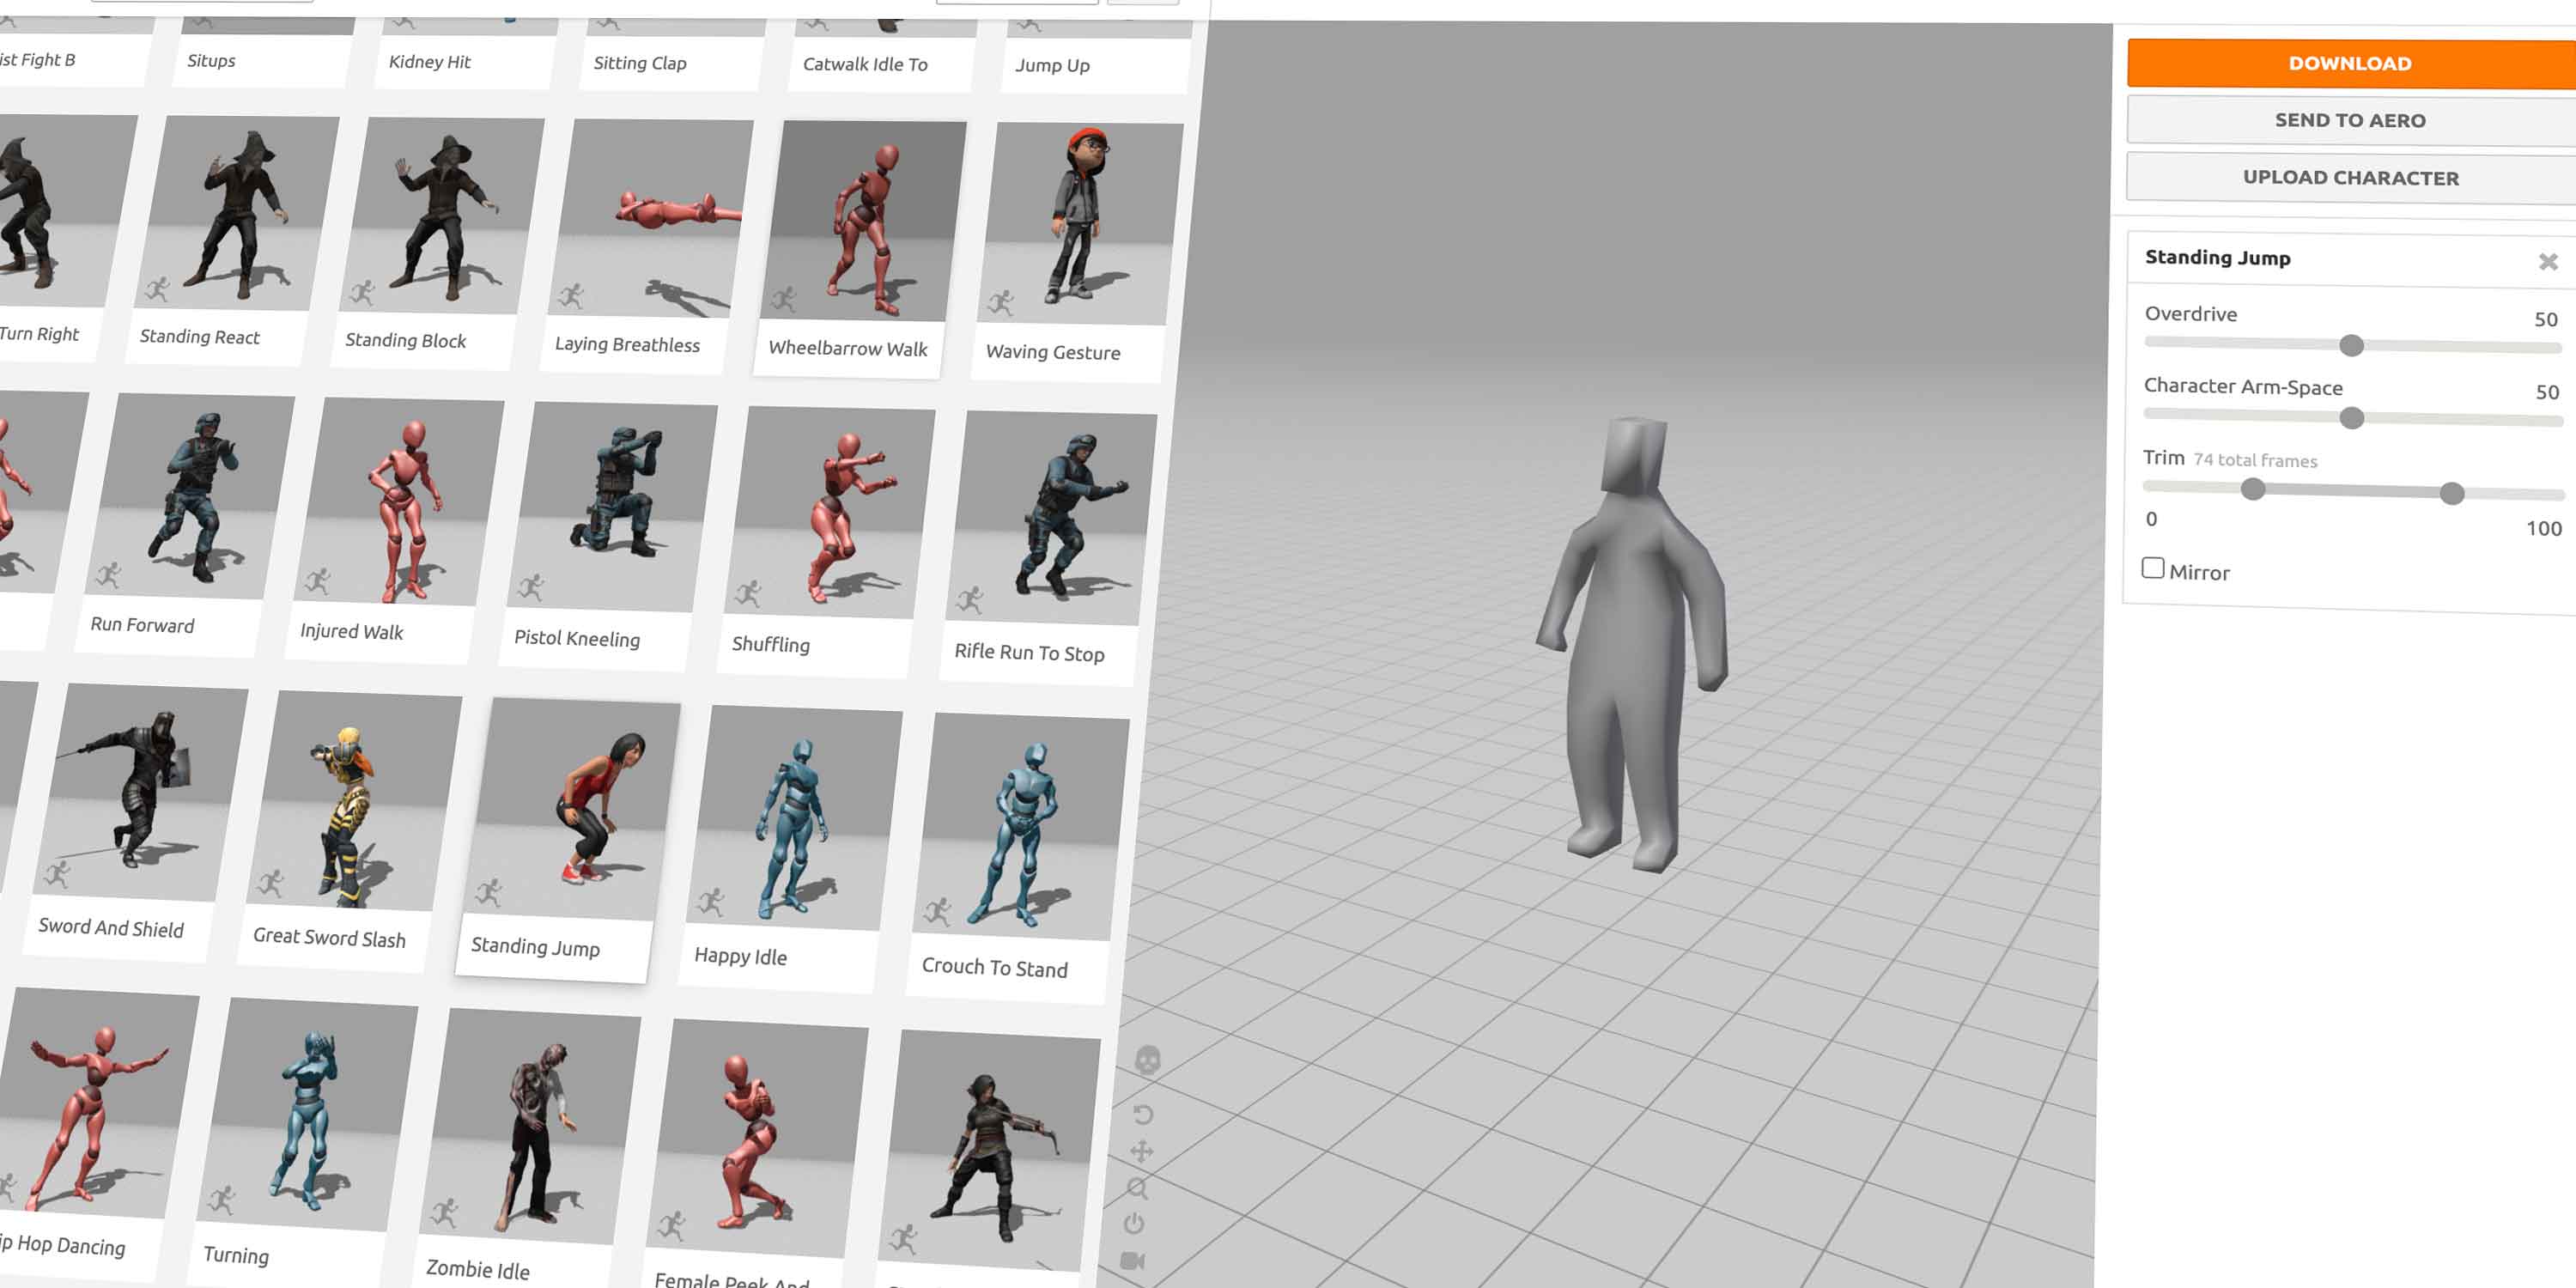 ist Fight B
Situps
Kidney Hit
Sitting Clap
Catwalk Idle To
Jump Up
Turn Right
Standing React
Standing Block
Laying Breathless
Wheelbarrow Walk
Waving Gesture
Run Forward
Injured Walk
Pistol Kneeling
Shuffling
Rifle Run To Stop
Sword And Shield
Great Sword Slash
Standing Jump
Happy Idle
Crouch To Stand
ip Hop Dancing
Turning
Zombie Idle
Female Peek And
DOWNLOAD
SEND TO AERO
UPLOAD CHARACTER
Standing Jump
Overdrive 50
Character Arm-Space 50
Trim 74 total frames
0 100
Mirror